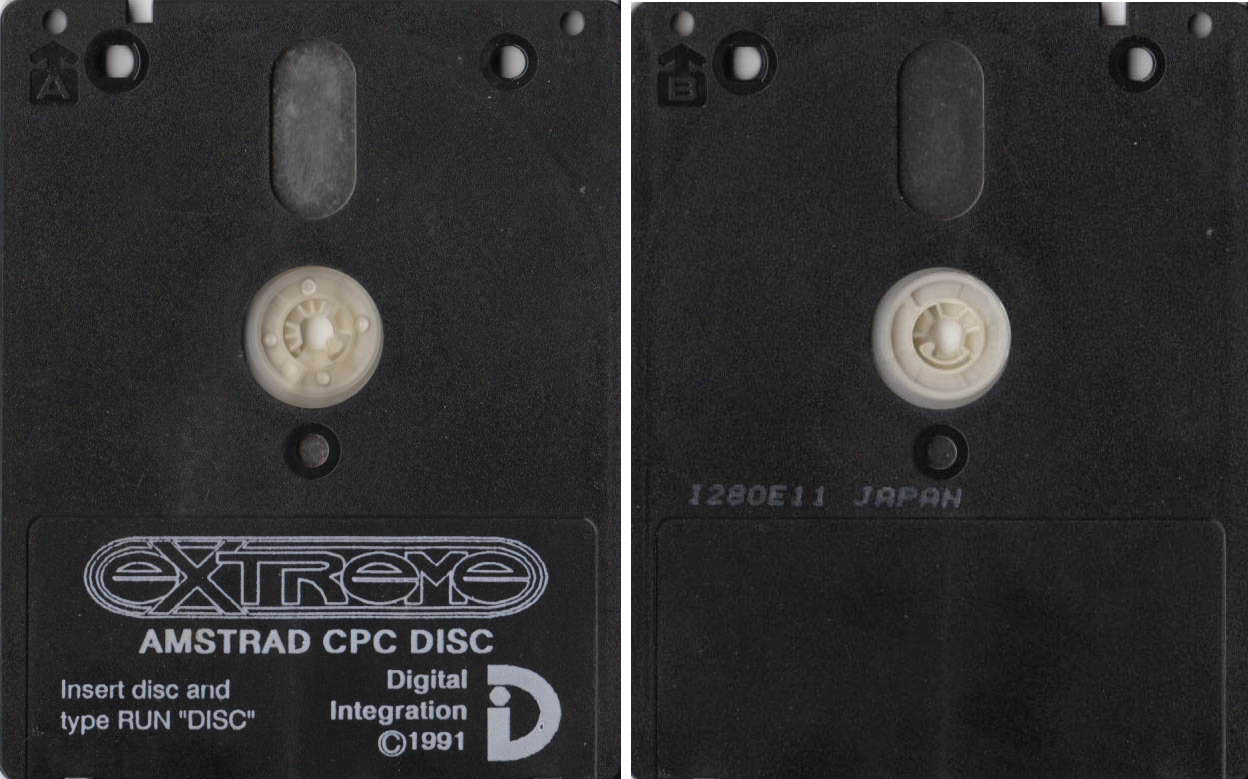 A
B
I280E11 JAPAN
eXTReMe
AMSTRAD CPC DISC
Insert disc and
type RUN "DISC"
Digital
Integration
©1991
iD